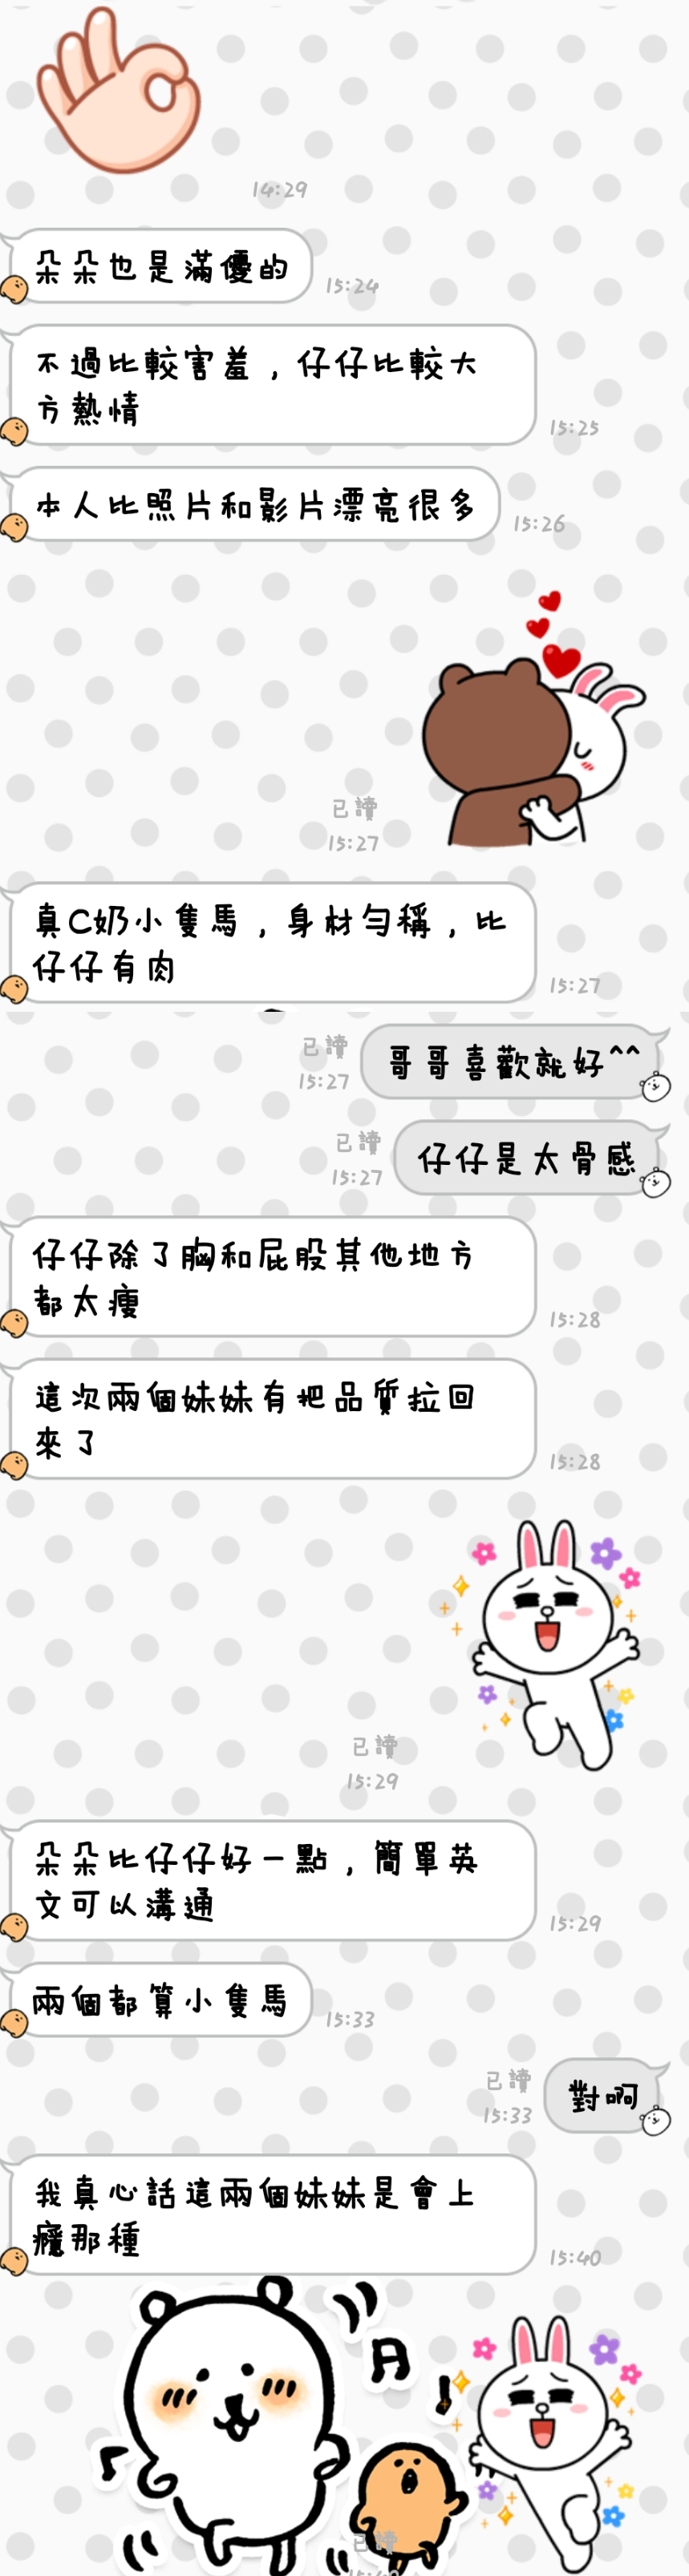 14:29
朵朵也是滿優的
15:24
不過比較害羞，仔仔比較大
方熱情
15:25
本人比照片和影片漂亮很多
15:26
已讀
15:27
真C奶小隻馬，身材勻稱，比
仔仔有肉
15:27
已讀
15:27
哥哥喜歡就好^^
已讀
15:27
仔仔是太骨感
仔仔除了胸和屁股其他地方
都太瘦
15:28
這次兩個妹妹有把品質拉回
來了
15:28
已讀
15:29
朵朵比仔仔好一點，簡單英
文可以溝通
15:29
兩個都算小隻馬
15:33
已讀
15:33
對啊
我真心話這兩個妹妹是會上
癮那種
15:40
已讀